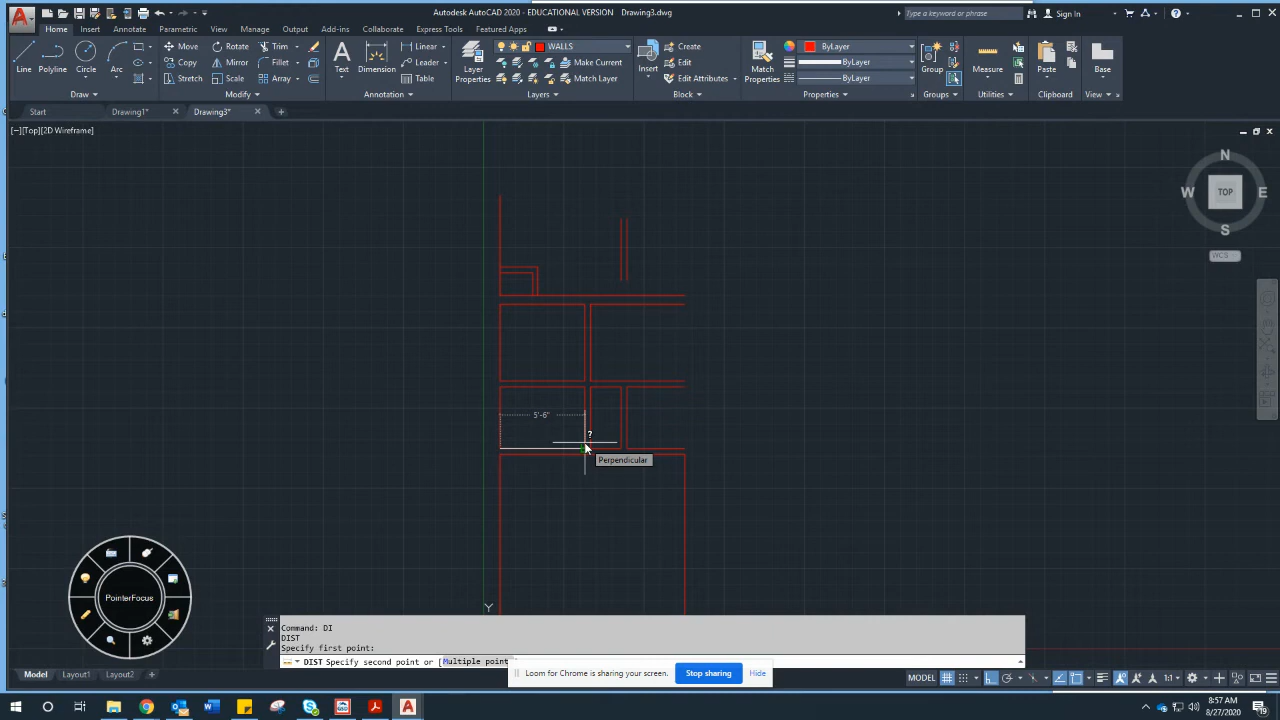 Autodesk AutoCAD 2020 - EDUCATIONAL VERSION Drawing3.dwg
Type a keyword or phrase
Sign In
Home Insert Annotate Parametric View Manage Output Add-ins Collaborate Express Tools Featured Apps
Line Polyline Circle Arc
Move Rotate Trim
Copy Mirror Fillet
Stretch Scale Array
Text Dimension
Linear
Leader
Table
Layer Properties
WALLS
Make Current
Match Layer
Insert
Create
Edit
Edit Attributes
Match Properties
ByLayer
ByLayer
ByLayer
Group
Measure
Paste
Base
Draw Modify Annotation Layers Block Properties Groups Utilities Clipboard View
Start Drawing1* Drawing3*
[−][Top][2D Wireframe]
N
W TOP E
S
WCS
5'-6"
?
Perpendicular
PointerFocus
Y
Command: DI
DIST
Specify first point:
DIST Specify second point or [Multiple point
Loom for Chrome is sharing your screen. Stop sharing Hide
Model Layout1 Layout2 +
MODEL 1:1
8:57 AM
8/27/2020
19